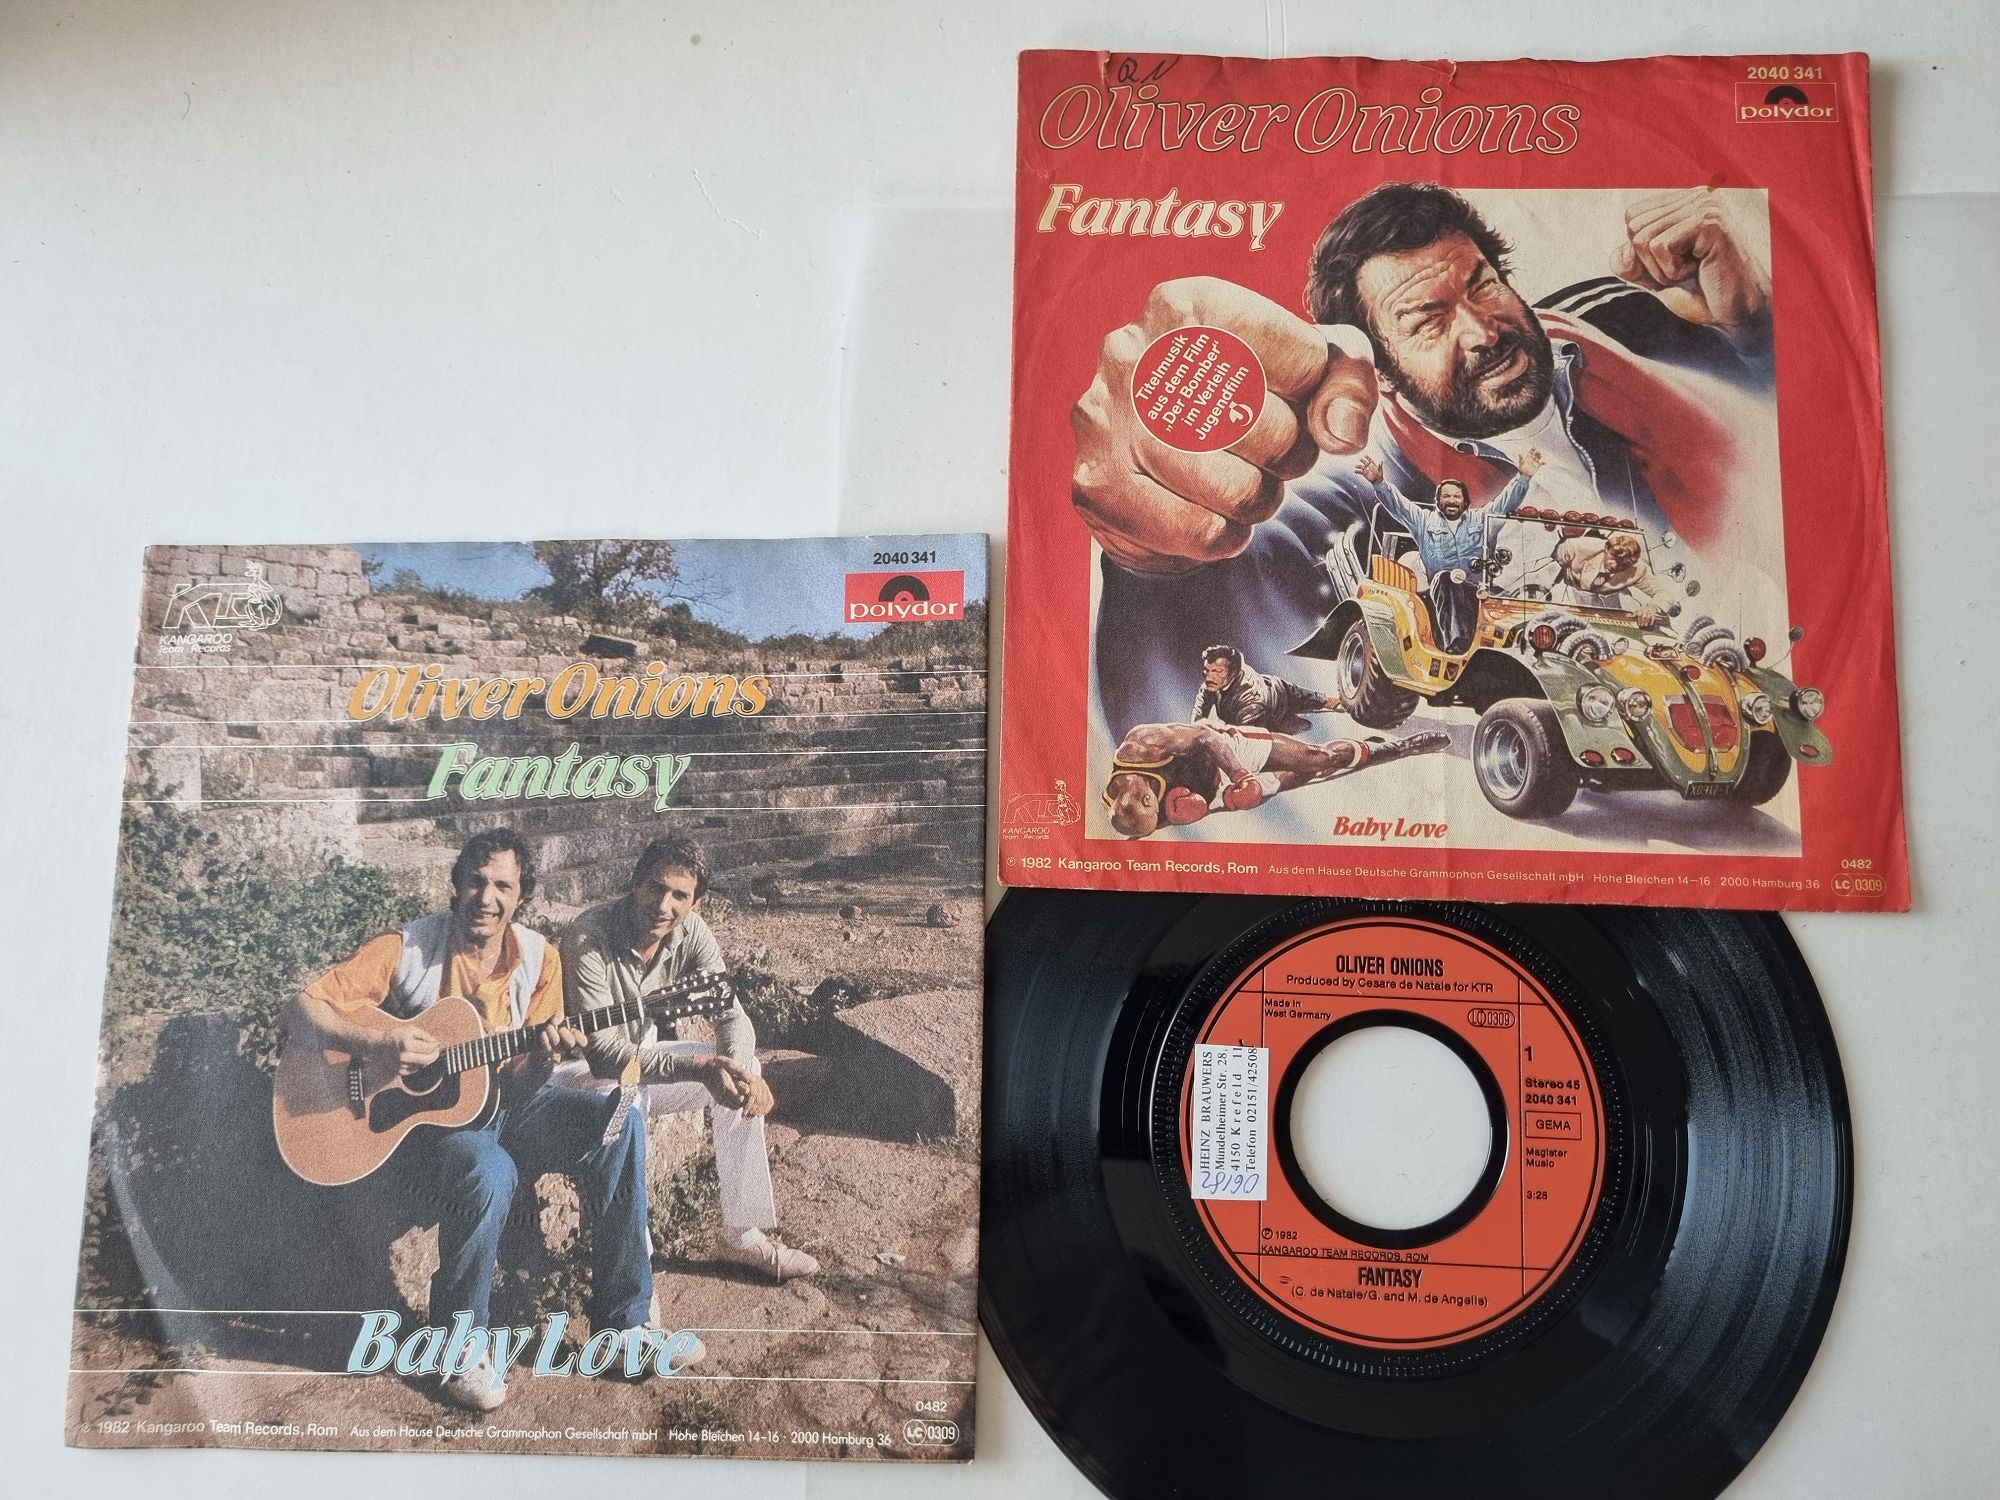 2040 341
polydor
KTR
KANGAROO
Team Records
Oliver Onions
Fantasy
Baby Love
0482
℗ 1982 Kangaroo Team Records, Rom Aus dem Hause Deutsche Grammophon Gesellschaft mbH Hohe Bleichen 14-16 · 2000 Hamburg 36 LC 0309
2040 341
polydor
Oliver Onions
Fantasy
Titelmusik
aus dem Film
„Der Bomber“
im Verleih
Jugendfilm
KTR
KANGAROO
Team Records
Baby Love
℗ 1982 Kangaroo Team Records, Rom Aus dem Hause Deutsche Grammophon Gesellschaft mbH · Hohe Bleichen 14-16 · 2000 Hamburg 36
0482
LC 0309
OLIVER ONIONS
Produced by Cesare de Natale for KTR
Made in
West Germany
LC 0309
1
Stereo 45
2040 341
GEMA
Magister
Music
3:28
HEINZ BRAUWERS
Mündelheimer Str. 28,
4150 Krefeld 11
Telefon 02151/42508
06182
℗ 1982
KANGAROO TEAM RECORDS, ROM
FANTASY
(C. de Natale/G. and M. de Angelis)